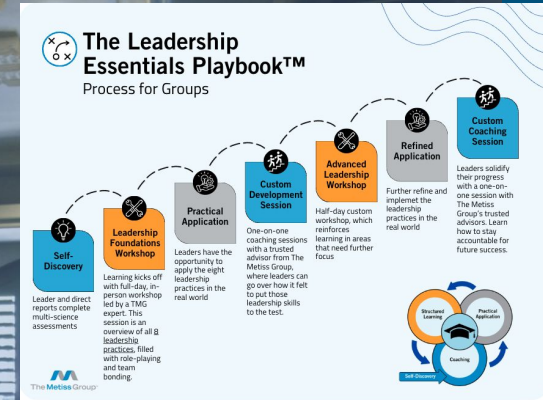 The Leadership
Essentials Playbook™
Process for Groups
Self-
Discovery
Leader and direct
reports complete
multi-science
assessments
Leadership
Foundations
Workshop
Learning kicks off
with full-day, in-
person workshop
led by TMG
expert. This
session is an
overview of all 8
leadership
practices, filled
with role-playing
and team
bonding.
Practical
Application
Leaders have the
opportunity to
apply the eight
leadership
practices in the
real world
Custom
Development
Session
One-on-one
coaching sessions
with a trusted
advisor from The
Metiss Group,
where leaders can
go over how it felt
to put those
leadership skills
to the test.
Advanced
Leadership
Workshop
Half-day custom
workshop, which
reinforces
learning in areas
that need further
focus
Refined
Application
Further refine and
implemet the
leadership
practices in the
real world
Custom
Coaching
Session
Leaders solidify
their progress
with a one-on-
one session with
The Metiss
Group's trusted
advisors. Learn
how to stay
accountable for
future success.
Structured
Learning
Practical
Application
Coaching
Self-Discovery
The Metiss Group